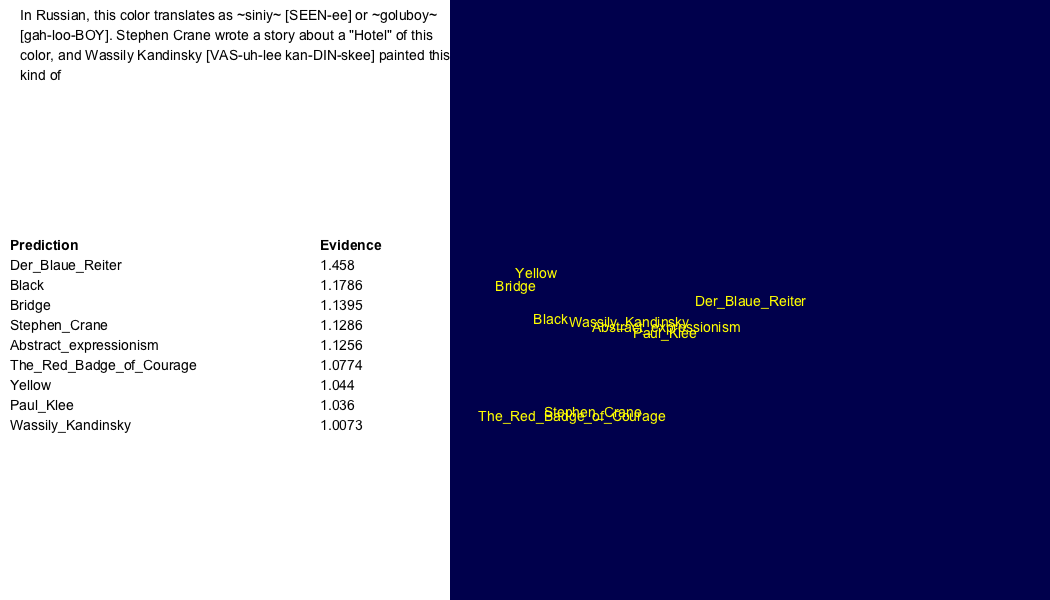 In Russian, this color translates as ~siniy~ [SEEN-ee] or ~goluboy~
[gah-loo-BOY]. Stephen Crane wrote a story about a "Hotel" of this
color, and Wassily Kandinsky [VAS-uh-lee kan-DIN-skee] painted this
kind of
Prediction Evidence
Der_Blaue_Reiter 1.458
Black 1.1786
Bridge 1.1395
Stephen_Crane 1.1286
Abstract_expressionism 1.1256
The_Red_Badge_of_Courage 1.0774
Yellow 1.044
Paul_Klee 1.036
Wassily_Kandinsky 1.0073
Yellow
Bridge
Der_Blaue_Reiter
Black
Wassily_Kandinsky
Abstract_expressionism
Paul_Klee
Stephen_Crane
The_Red_Badge_of_Courage